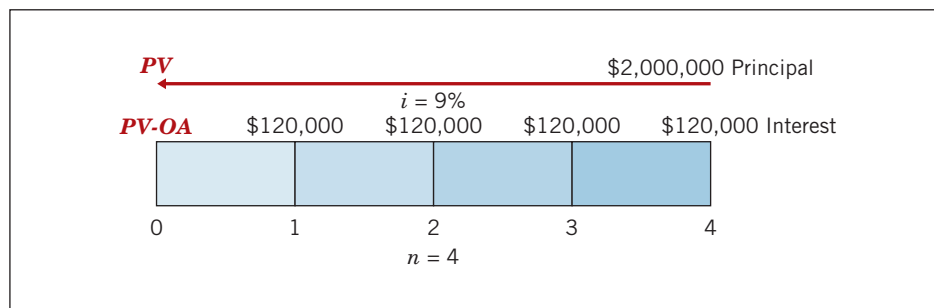 PV $2,000,000 Principal
i = 9%
PV-OA $120,000 $120,000 $120,000 $120,000 Interest
0 1 2 3 4
n = 4